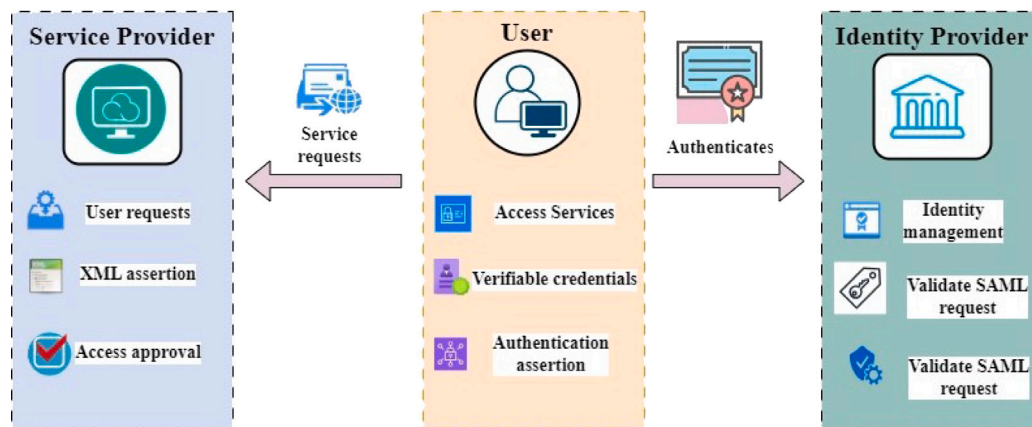 Service Provider
User requests
XML assertion
Access approval
Service
requests
User
Access Services
Verifiable credentials
Authentication
assertion
Authenticates
Identity Provider
Identity
management
Validate SAML
request
Validate SAML
request